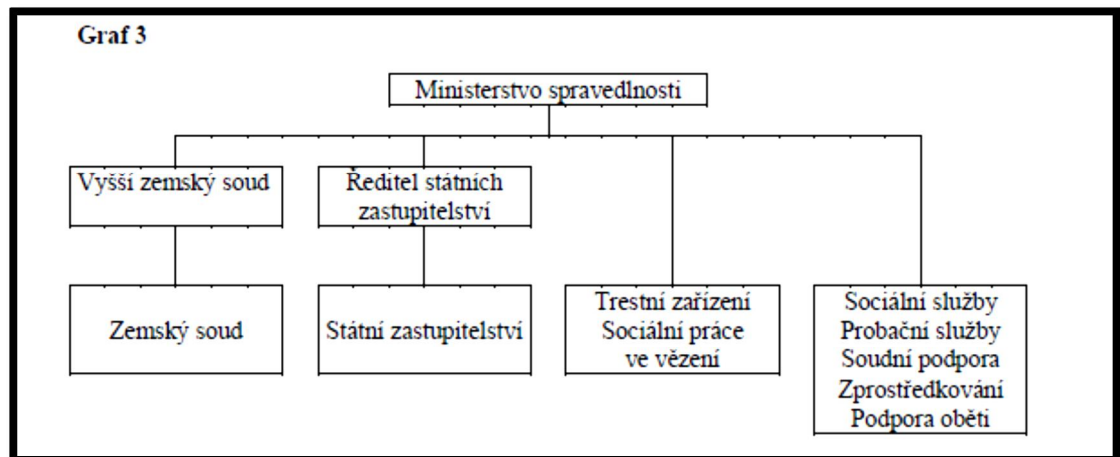 Graf 3
Ministerstvo spravedlnosti
Vyšší zemský soud
Ředitel státních
zastupitelství
Zemský soud
Státní zastupitelství
Trestní zařízení
Sociální práce
ve vězení
Sociální služby
Probační služby
Soudní podpora
Zprostředkování
Podpora obětí